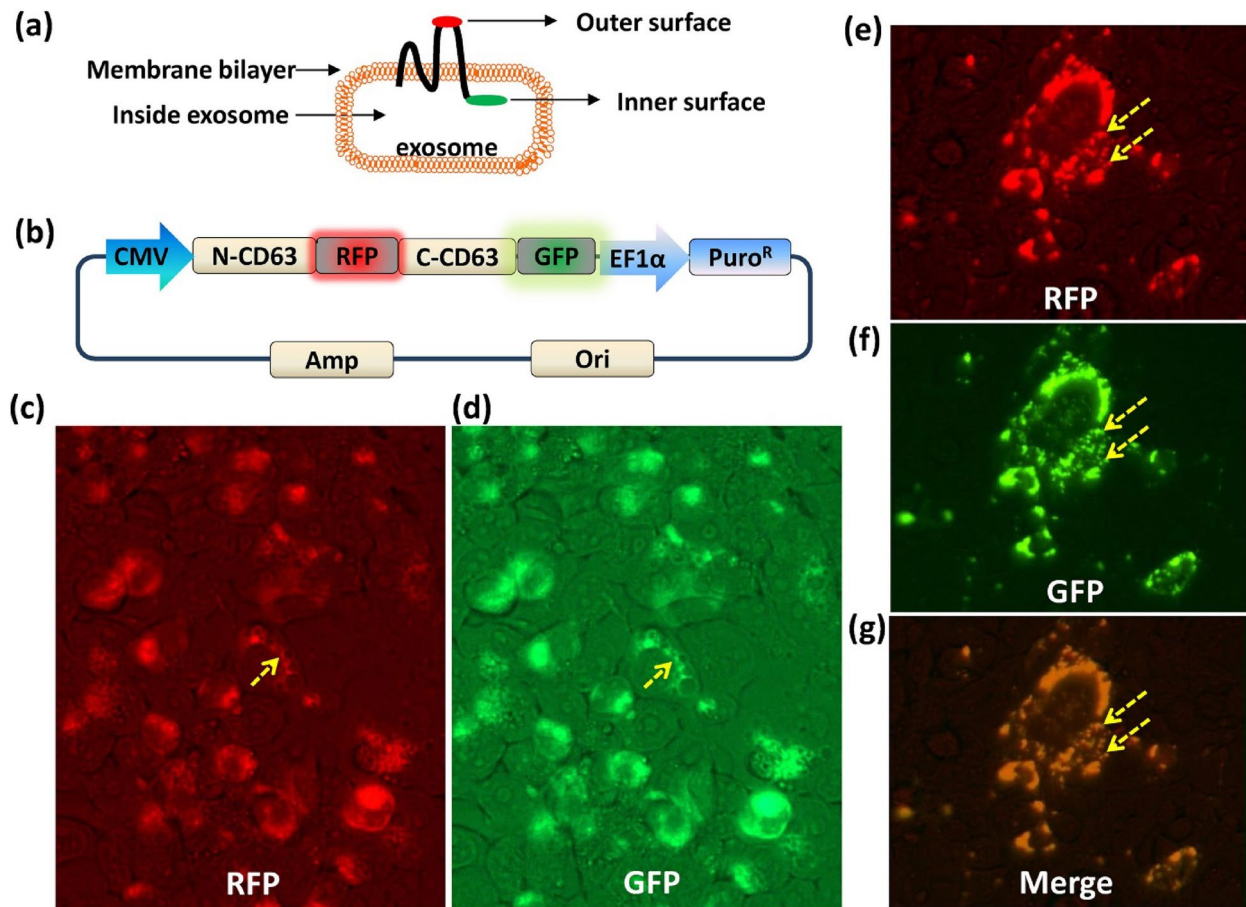 (a)
Outer surface
Membrane bilayer
Inside exosome
Inner surface
exosome
(b)
CMV
N-CD63
RFP
C-CD63
GFP
EF1α
Puroᴿ
Amp
Ori
(c)
RFP
(d)
GFP
(e)
RFP
(f)
GFP
(g)
Merge